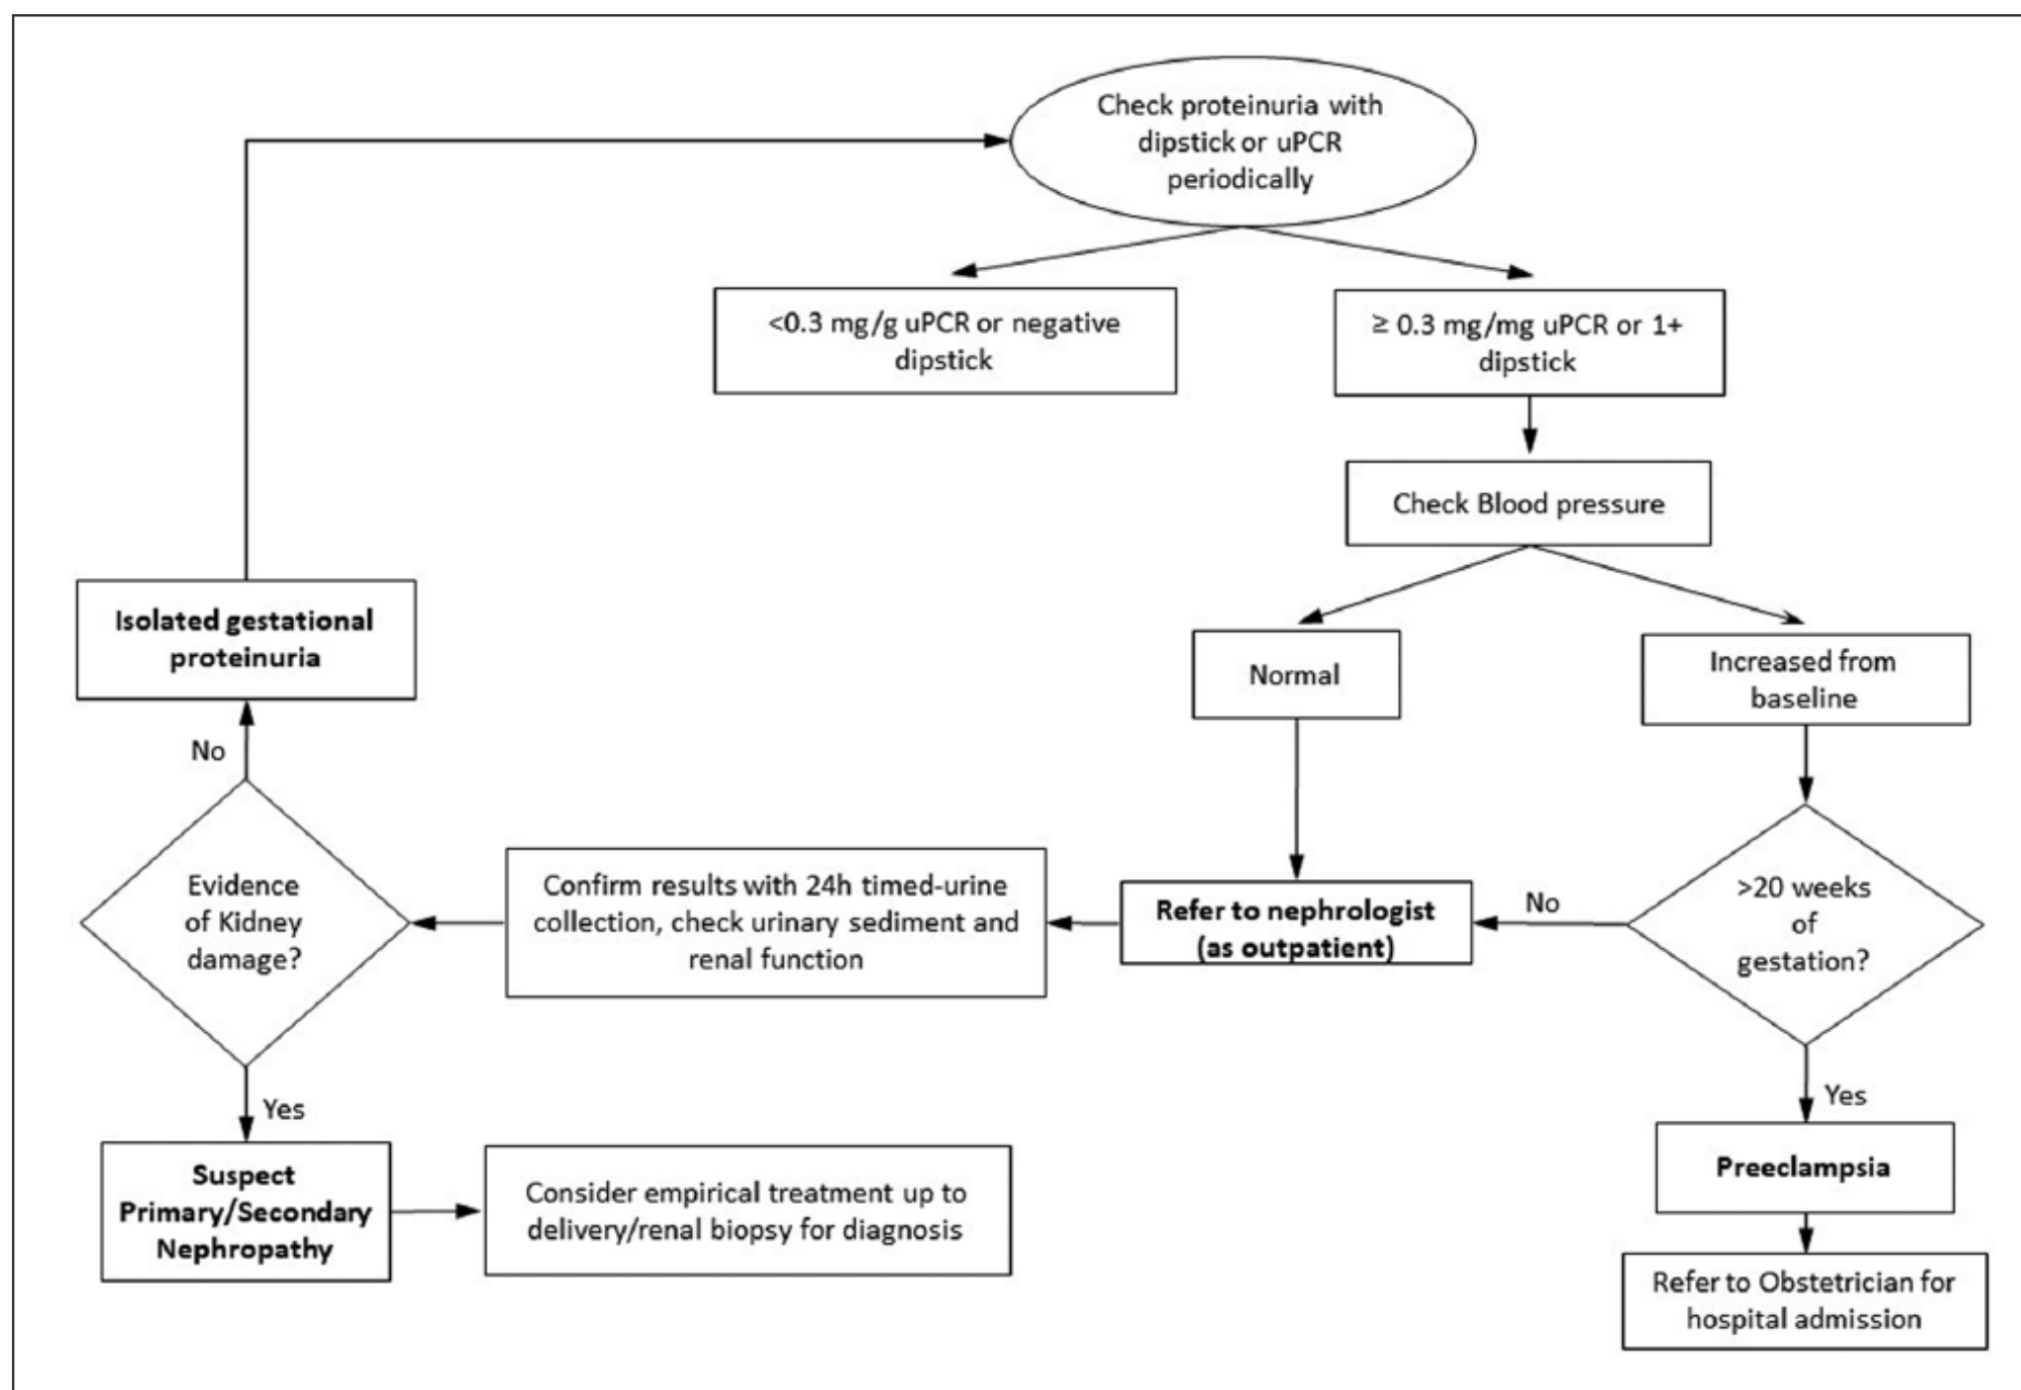 Check proteinuria with
dipstick or uPCR
periodically
<0.3 mg/g uPCR or negative
dipstick
≥ 0.3 mg/mg uPCR or 1+
dipstick
Check Blood pressure
Normal
Increased from
baseline
>20 weeks
of
gestation?
No
Yes
Preeclampsia
Refer to Obstetrician for
hospital admission
Refer to nephrologist
(as outpatient)
Confirm results with 24h timed-urine
collection, check urinary sediment and
renal function
Evidence
of Kidney
damage?
No
Isolated gestational
proteinuria
Yes
Suspect
Primary/Secondary
Nephropathy
Consider empirical treatment up to
delivery/renal biopsy for diagnosis